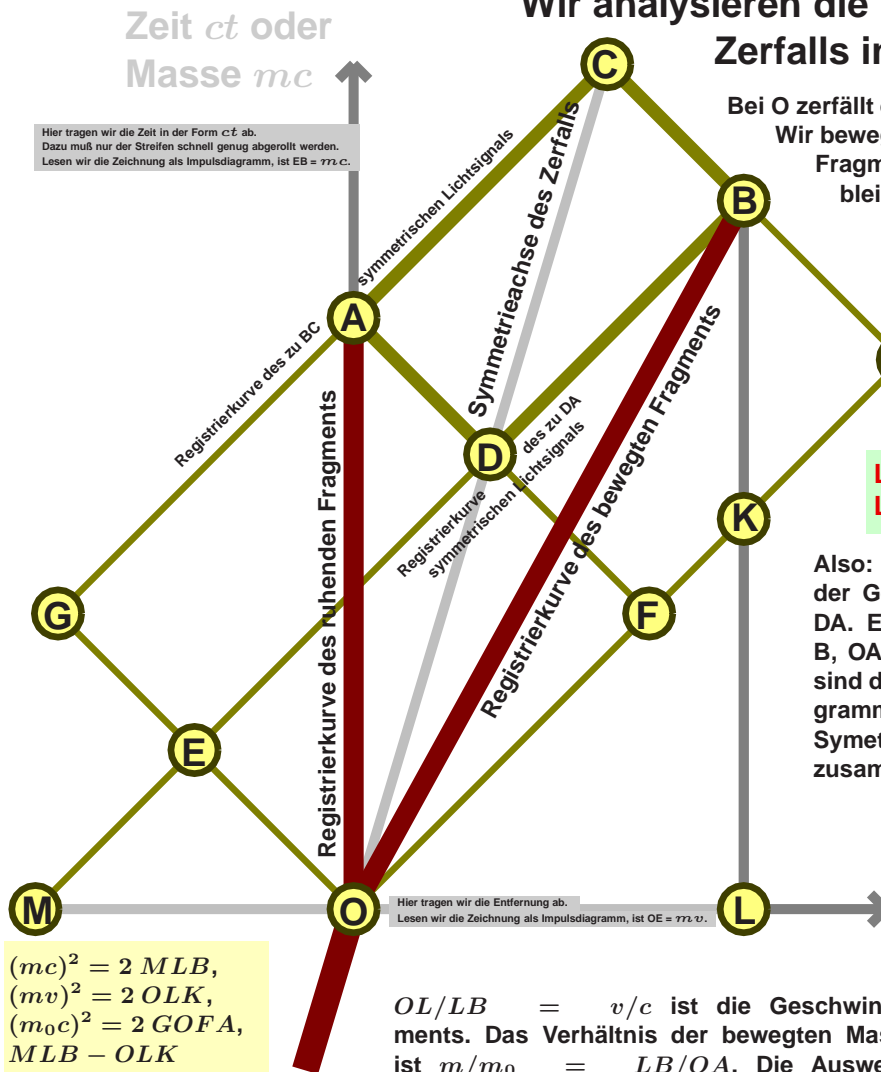 Wir analysieren die
Zerfalls
Zeit ct oder
Masse mc
Bei O zerfällt
Wir
Hier tragen wir die Zeit in der Form ct ab.
Dazu muß nur der Streifen schnell genug abgerollt werden.
Lesen wir die Zeichnung als Impulsdiagramm, ist EB = mc.
C
B
A
symmetrischen Lichtsignals
Symmetrieachse des Zerfalls
Registrierkurve des zu BC
Registrierkurve des ruhenden Fragments
Registrierkurve des bewegten Fragments
D
des zu DA
Registrierkurve
symmetrischen Lichtsignals
K
G
F
E
Also:
der G
DA. E
B, OA
sind d
gramm
Symet
zusam
M
O
L
Hier tragen wir die Entfernung ab.
Lesen wir die Zeichnung als Impulsdiagramm, ist OE = mv.
(mc)² = 2 MLB,
(mv)² = 2 OLK,
(m₀c)² = 2 GOFA,
MLB − OLK
OL/LB = v/c ist die Geschwin
ments. Das Verhältnis der bewegten Mas
ist m/m₀ = LB/OA. Die Auswe